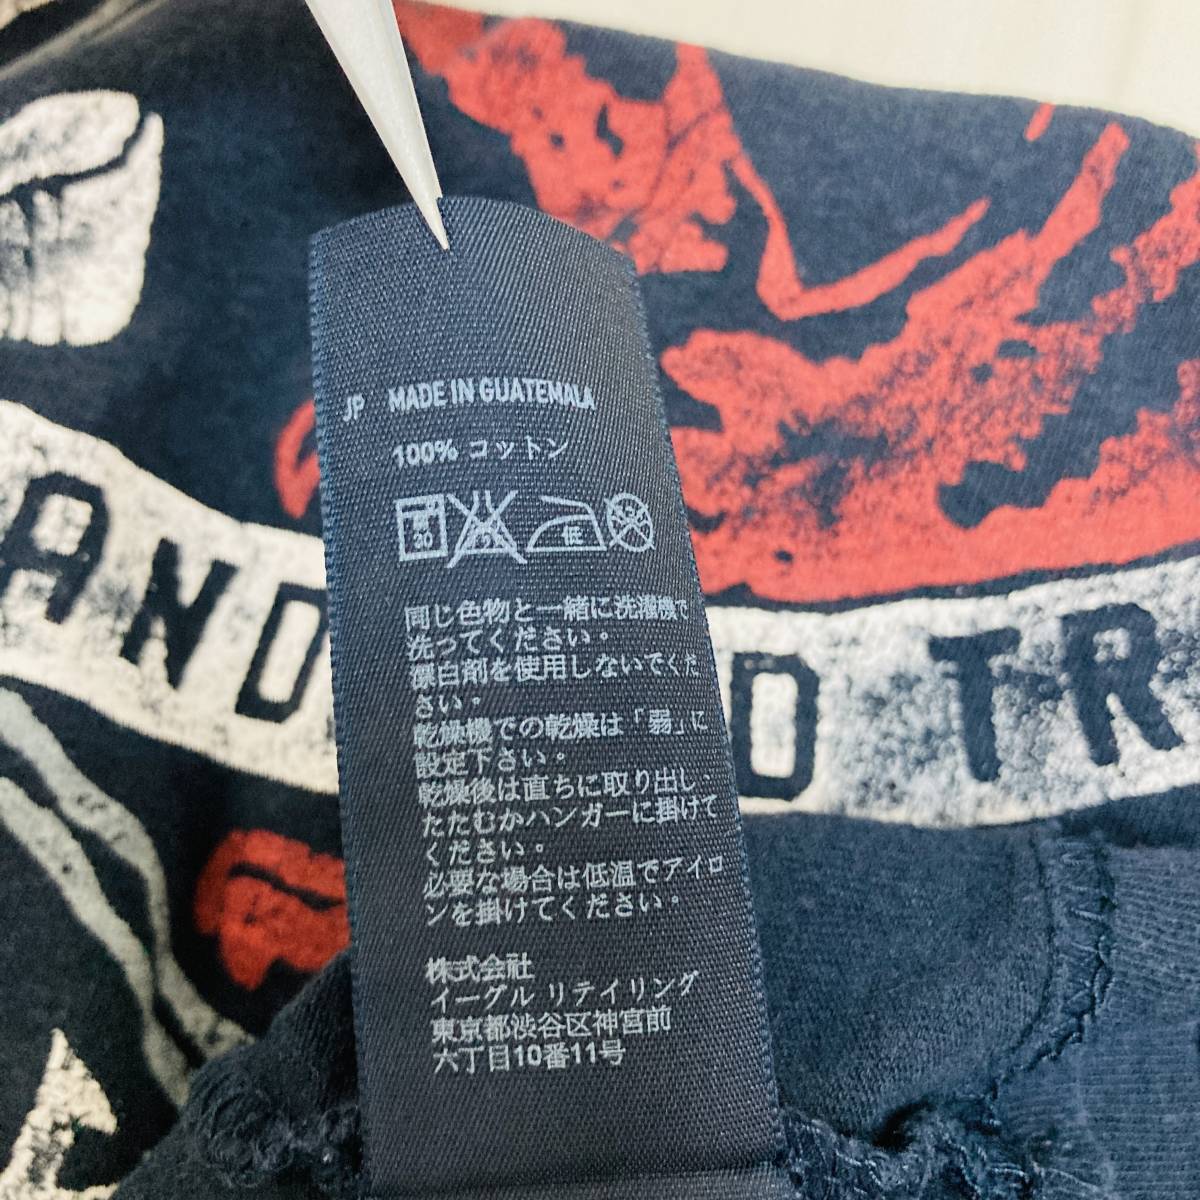 JP MADE IN GUATEMALA
100% コットン
30
低
同じ色物と一緒に洗濯機で
洗ってください。
漂白剤を使用しないでくだ
さい。
乾燥機での乾燥は「弱」に
設定下さい。
乾燥後は直ちに取り出し、
たたむかハンガーに掛けて
ください。
必要な場合は低温でアイロ
ンを掛けてください。
株式会社
イーグル リテイリング
東京都渋谷区神宮前
六丁目10番11号
AND D TR